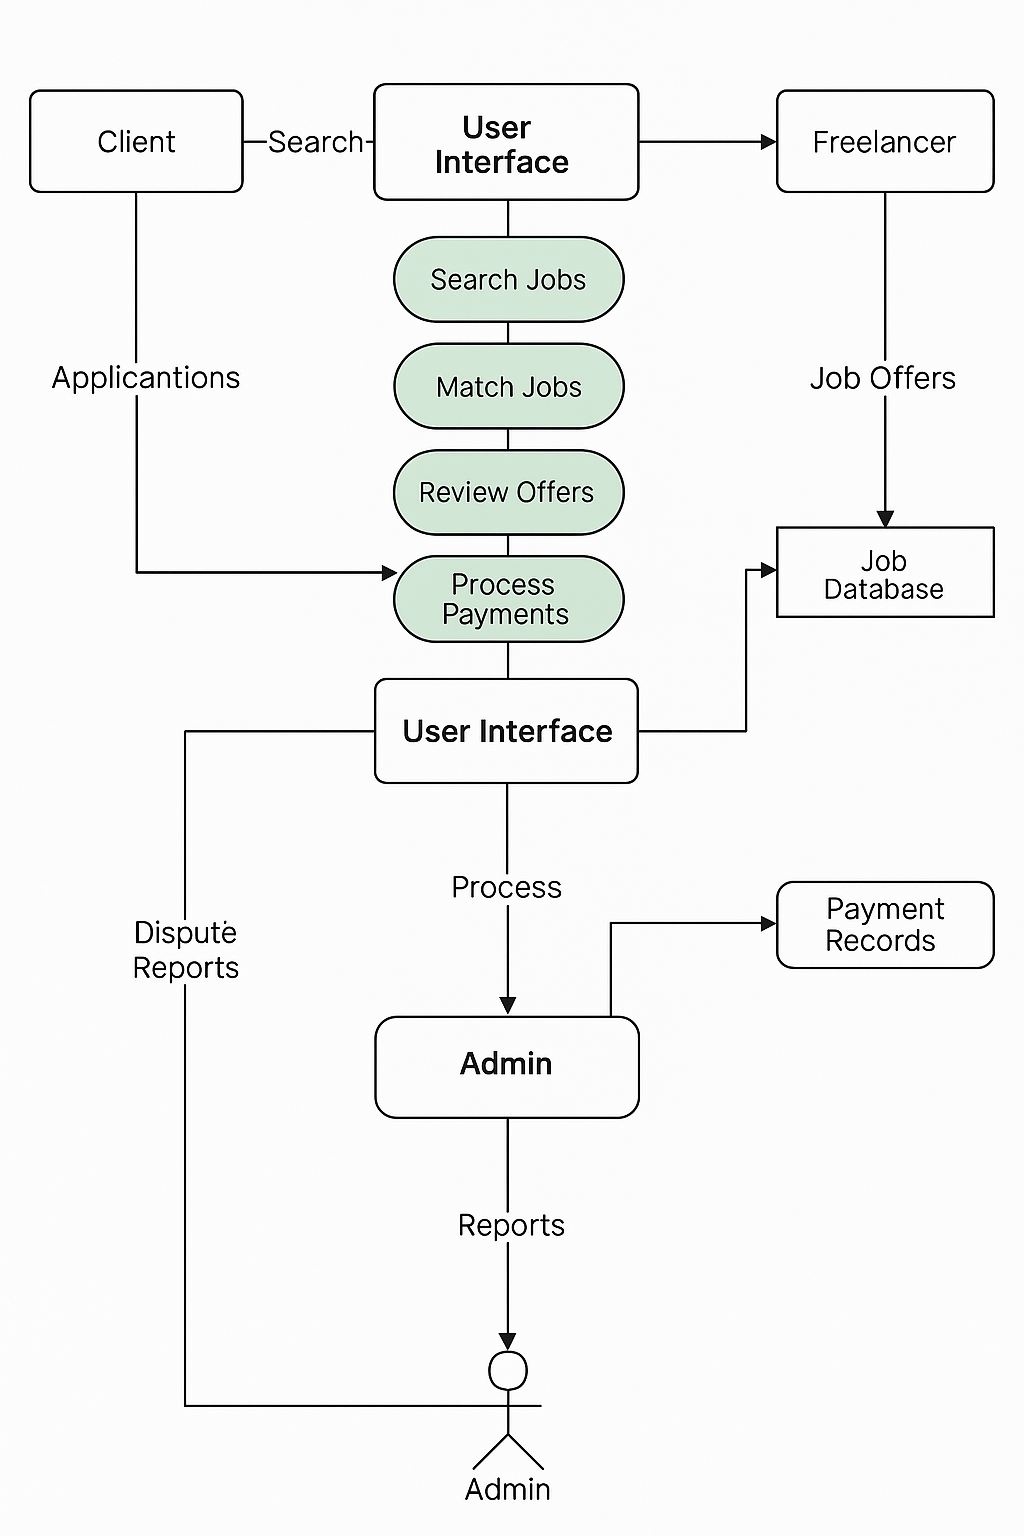 Client
Search
User
Interface
Freelancer
Search Jobs
Applicantions
Match Jobs
Job Offers
Review Offers
Process
Payments
Job
Database
User Interface
Process
Dispute
Reports
Payment
Records
Admin
Reports
Admin